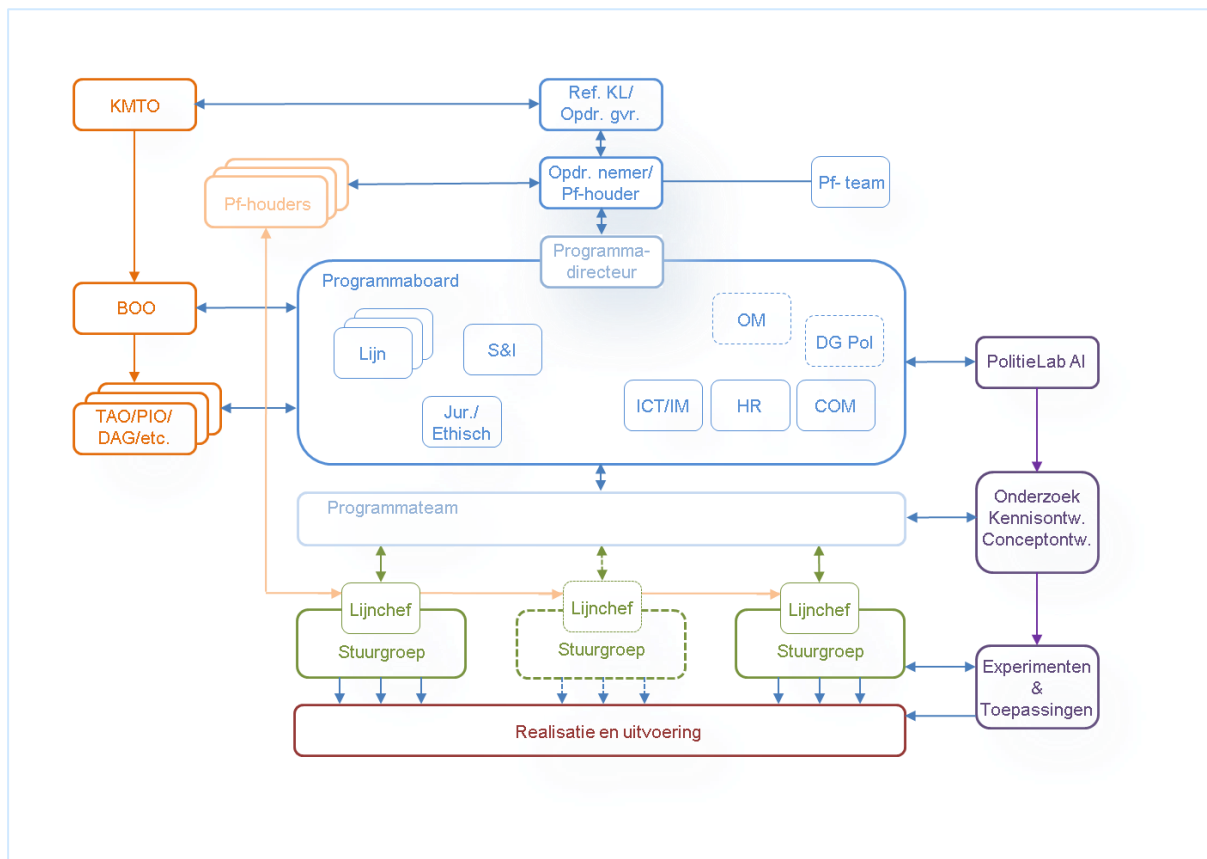 KMTO
Ref. KL/
Opdr. gvr.
Opdr. nemer/
Pf-houder
Pf- team
Pf-houders
Programma-
directeur
Programmaboard
BOO
OM
DG Pol
Lijn
S&I
PolitieLab AI
TAO/PIO/
DAG/etc.
Jur./
Ethisch
ICT/IM
HR
COM
Programmateam
Onderzoek
Kennisontw.
Conceptontw.
Lijnchef
Lijnchef
Lijnchef
Stuurgroep
Stuurgroep
Stuurgroep
Experimenten
&
Toepassingen
Realisatie en uitvoering